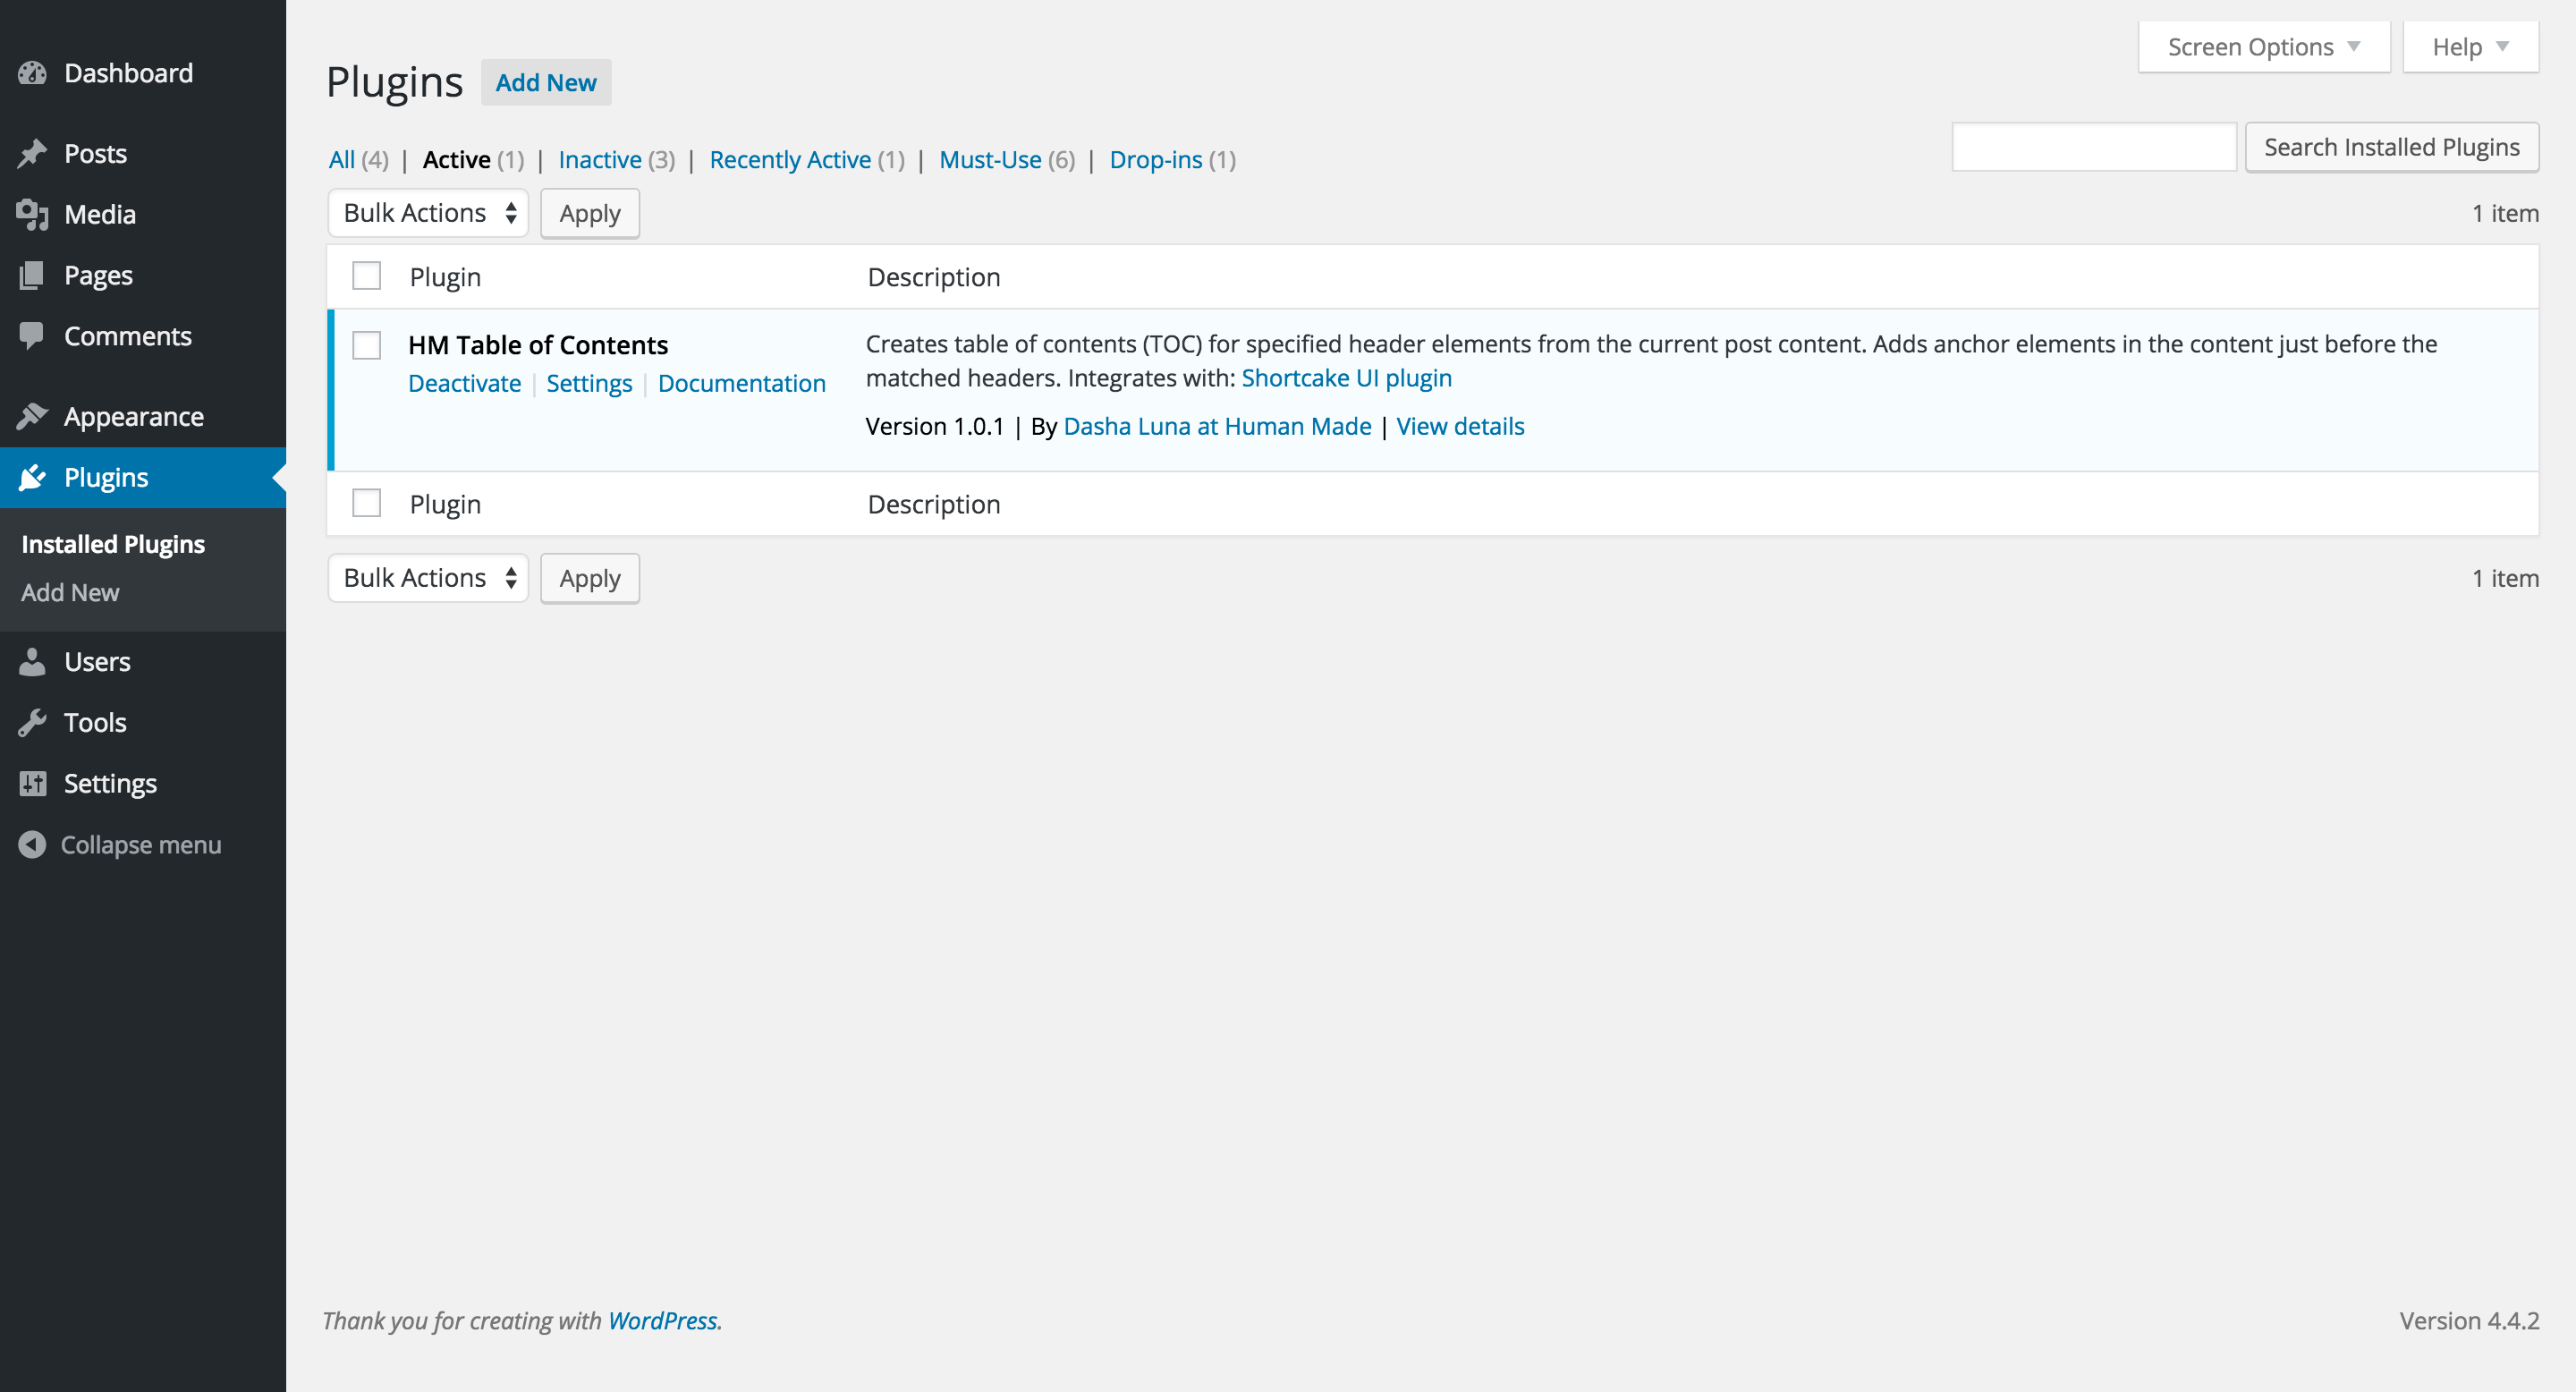 Dashboard
Posts
Media
Pages
Comments
Appearance
Plugins
Installed Plugins
Add New
Users
Tools
Settings
Collapse menu
Screen Options
Help
Plugins Add New
All (4) | Active (1) | Inactive (3) | Recently Active (1) | Must-Use (6) | Drop-ins (1)
Search Installed Plugins
Bulk Actions Apply
1 item
Plugin Description
HM Table of Contents
Deactivate | Settings | Documentation
Creates table of contents (TOC) for specified header elements from the current post content. Adds anchor elements in the content just before the
matched headers. Integrates with: Shortcake UI plugin
Version 1.0.1 | By Dasha Luna at Human Made | View details
Plugin Description
Bulk Actions Apply
1 item
Thank you for creating with WordPress.
Version 4.4.2